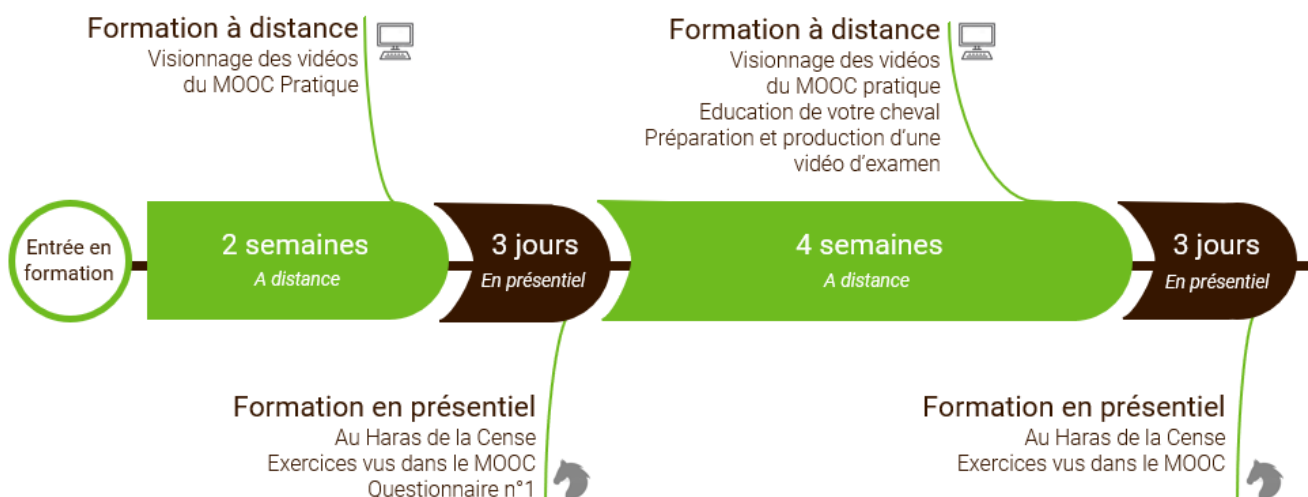 Formation à distance
Visionnage des vidéos
du MOOC Pratique
Formation à distance
Visionnage des vidéos
du MOOC pratique
Education de votre cheval
Préparation et production d'une
vidéo d'examen
Entrée en
formation
2 semaines
A distance
3 jours
En présentiel
4 semaines
A distance
3 jours
En présentiel
Formation en présentiel
Au Haras de la Cense
Exercices vus dans le MOOC
Questionnaire n°1
Formation en présentiel
Au Haras de la Cense
Exercices vus dans le MOOC